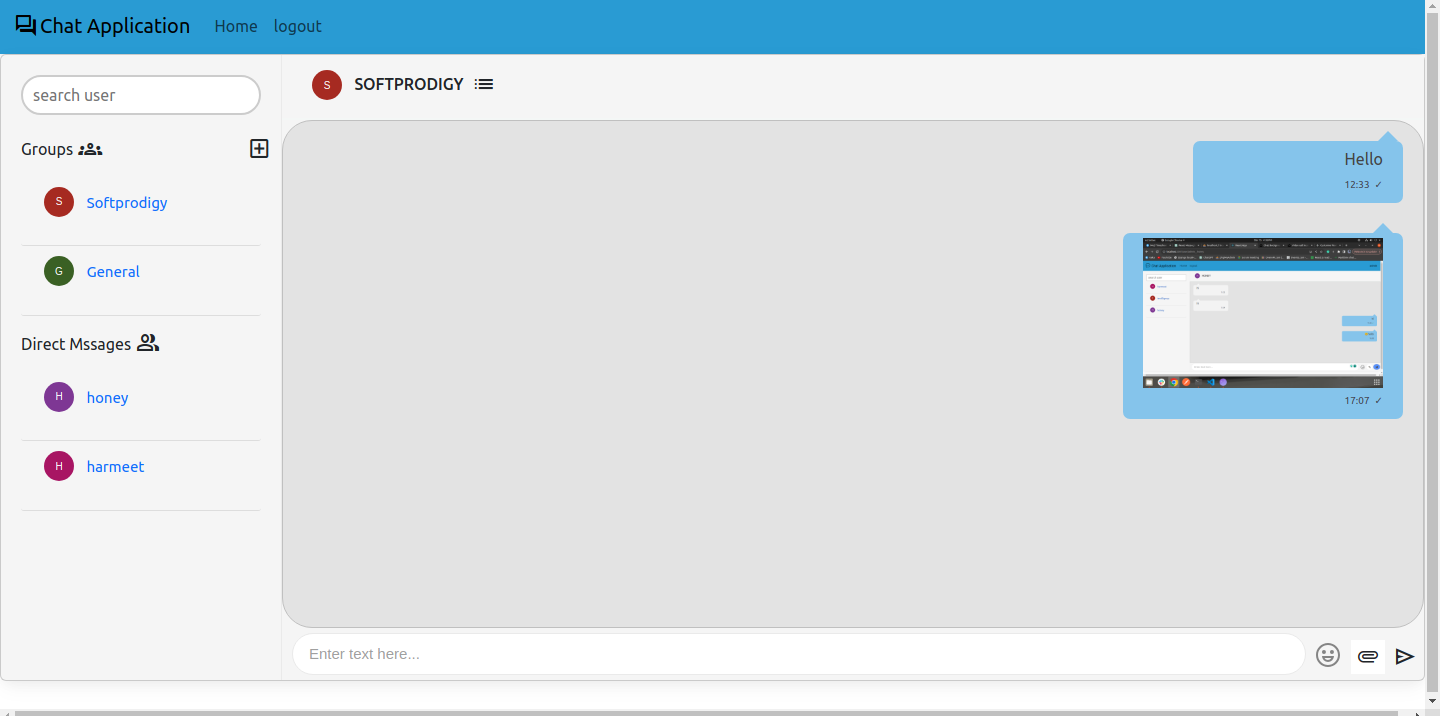 Chat Application Home logout
search user
S SOFTPRODIGY
Groups
S Softprodigy
G General
Direct Mssages
H honey
H harmeet
Hello
12:33 ✓
17:07 ✓
Enter text here...